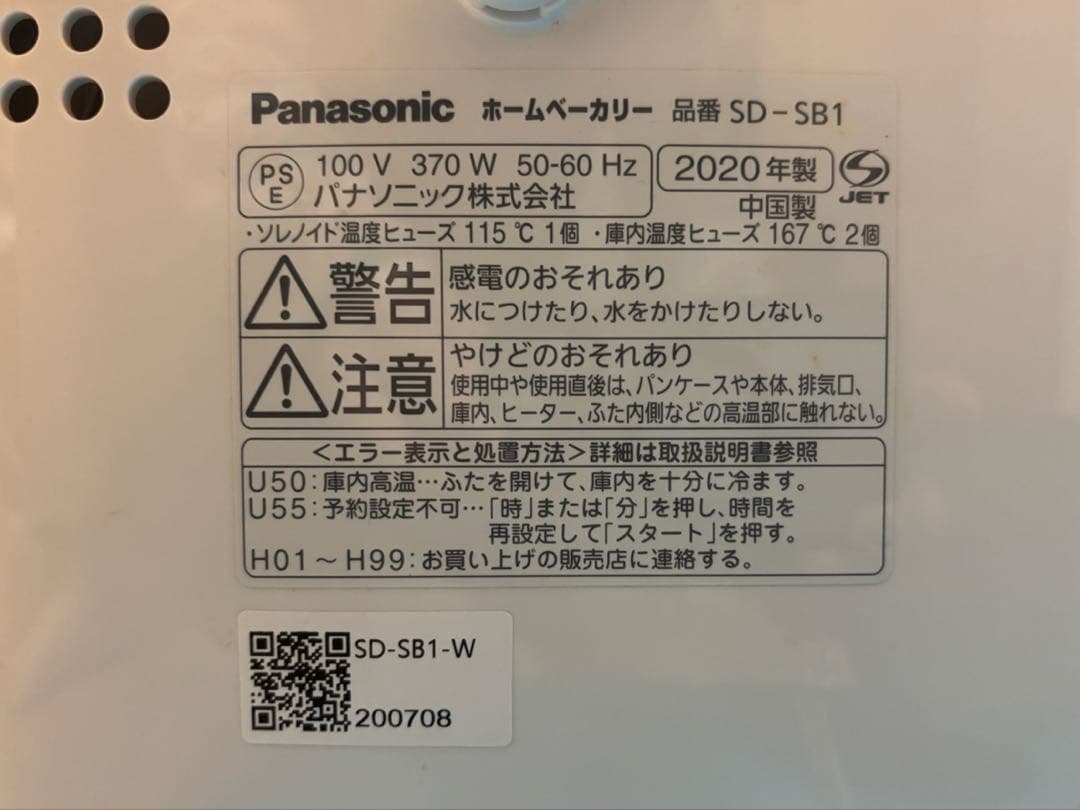 Panasonic ホームベーカリー 品番 SD-SB1
PS E 100 V 370 W 50-60 Hz
パナソニック株式会社
2020年製
中国製
JET
・ソレノイド温度ヒューズ 115 ℃ 1個 ・庫内温度ヒューズ 167 ℃ 2個
警告
感電のおそれあり
水につけたり、水をかけたりしない。
注意
やけどのおそれあり
使用中や使用直後は、パンケースや本体、排気口、
庫内、ヒーター、ふた内側などの高温部に触れない。
<エラー表示と処置方法>詳細は取扱説明書参照
U50:庫内高温…ふたを開けて、庫内を十分に冷ます。
U55:予約設定不可…「時」または「分」を押し、時間を
再設定して「スタート」を押す。
H01～H99:お買い上げの販売店に連絡する。
SD-SB1-W
200708